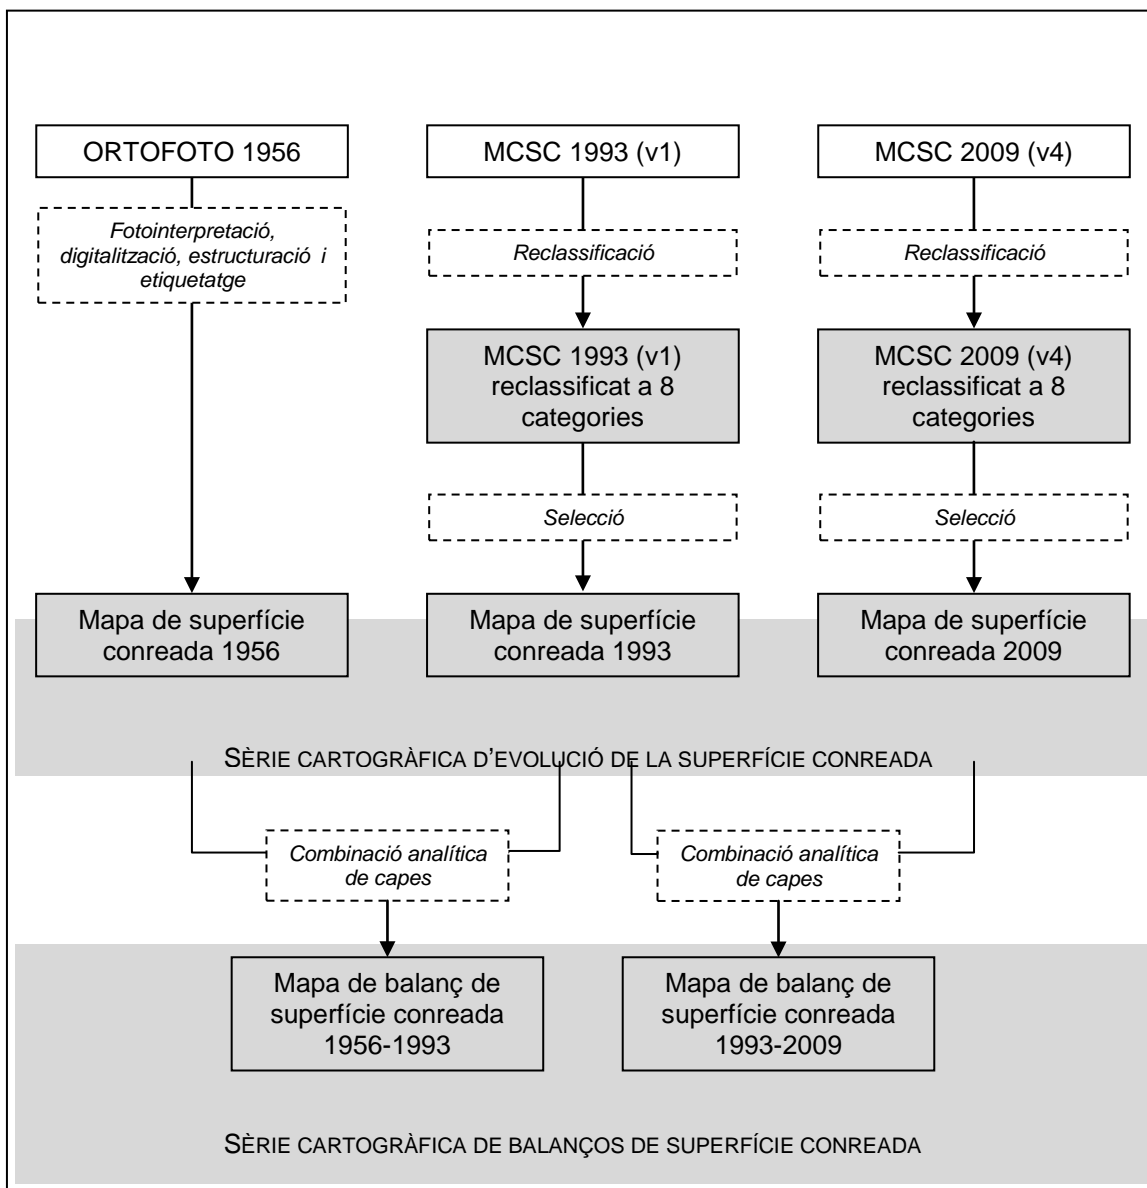 ORTOFOTO 1956
MCSC 1993 (v1)
MCSC 2009 (v4)
Fotointerpretació,
digitalització, estructuració i
etiquetatge
Reclassificació
Reclassificació
MCSC 1993 (v1)
reclassificat a 8
categories
MCSC 2009 (v4)
reclassificat a 8
categories
Selecció
Selecció
Mapa de superfície
conreada 1956
Mapa de superfície
conreada 1993
Mapa de superfície
conreada 2009
SÈRIE CARTOGRÀFICA D'EVOLUCIÓ DE LA SUPERFÍCIE CONREADA
Combinació analítica
de capes
Combinació analítica
de capes
Mapa de balanç de
superfície conreada
1956-1993
Mapa de balanç de
superfície conreada
1993-2009
SÈRIE CARTOGRÀFICA DE BALANÇOS DE SUPERFÍCIE CONREADA